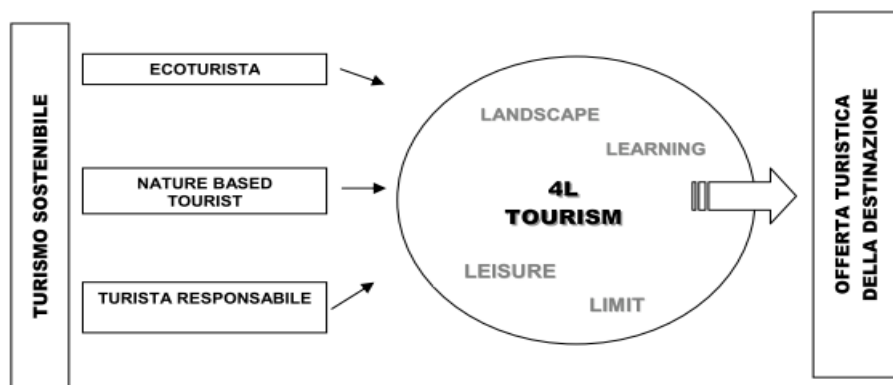 TURISMO SOSTENIBILE
ECOTURISTA
NATURE BASED
TOURIST
TURISTA RESPONSABILE
LANDSCAPE
LEARNING
4L
TOURISM
LEISURE
LIMIT
OFFERTA TURISTICA
DELLA DESTINAZIONE